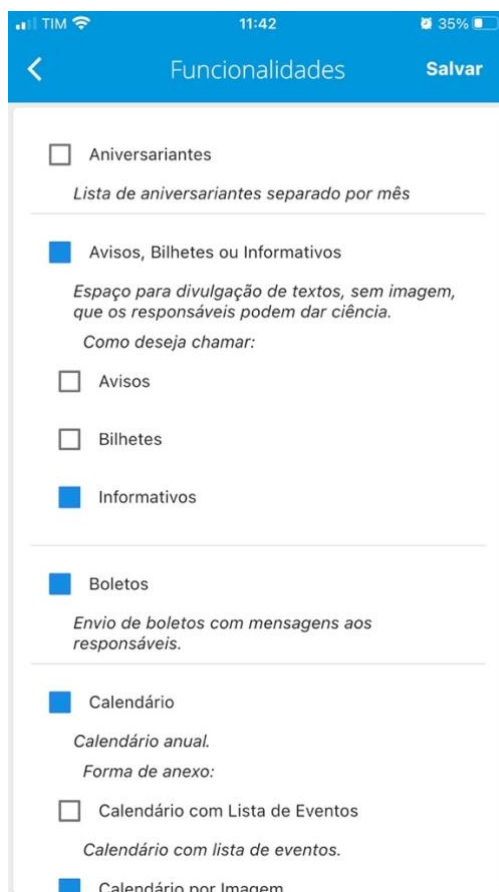 TIM 11:42 35%
Funcionalidades Salvar
Aniversariantes
Lista de aniversariantes separado por mês
Avisos, Bilhetes ou Informativos
Espaço para divulgação de textos, sem imagem,
que os responsáveis podem dar ciência.
Como deseja chamar:
Avisos
Bilhetes
Informativos
Boletos
Envio de boletos com mensagens aos
responsáveis.
Calendário
Calendário anual.
Forma de anexo:
Calendário com Lista de Eventos
Calendário com lista de eventos.
Calendário por Imagem